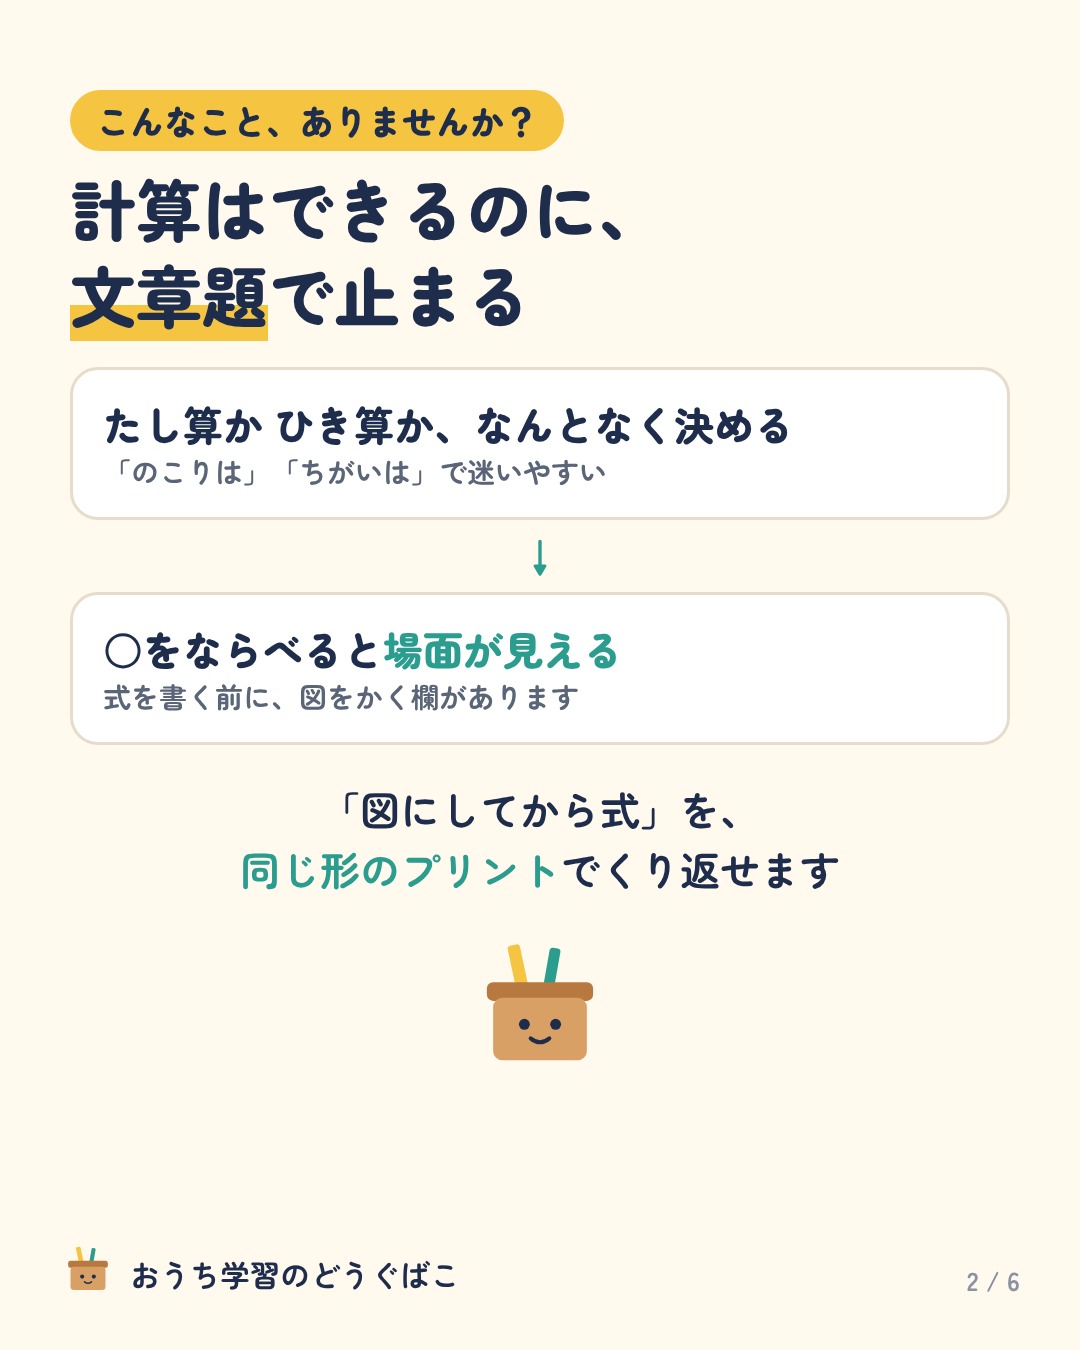 こんなこと、ありませんか？
計算はできるのに、
文章題で止まる
たし算か ひき算か、なんとなく決める
「のこりは」「ちがいは」で迷いやすい
↓
○をならべると場面が見える
式を書く前に、図をかく欄があります
「図にしてから式」を、
同じ形のプリントでくり返せます
おうち学習のどうぐばこ
2 / 6